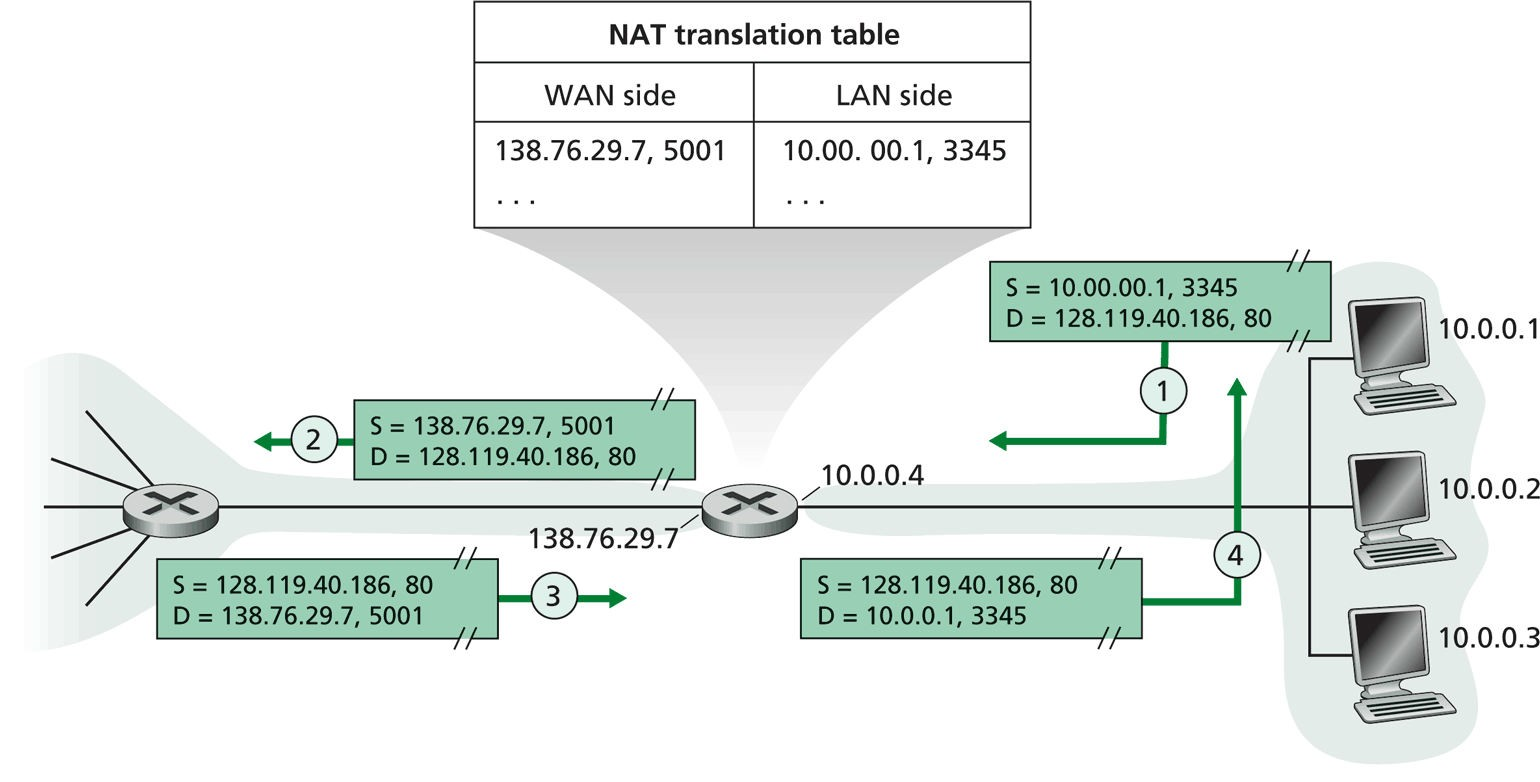 NAT translation table
WAN side
LAN side
138.76.29.7, 5001
10.00. 00.1, 3345
. . .
. . .
S = 10.00.00.1, 3345
D = 128.119.40.186, 80
10.0.0.1
1
S = 138.76.29.7, 5001
D = 128.119.40.186, 80
2
10.0.0.4
10.0.0.2
138.76.29.7
4
S = 128.119.40.186, 80
D = 138.76.29.7, 5001
3
S = 128.119.40.186, 80
D = 10.0.0.1, 3345
10.0.0.3